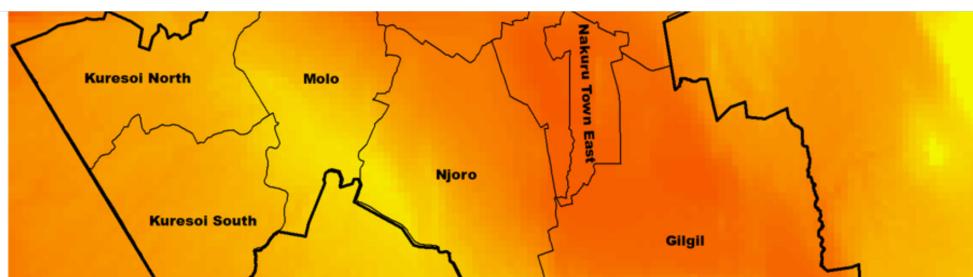 Kuresoi North
Molo
Nakuru Town East
Njoro
Kuresoi South
Gilgil